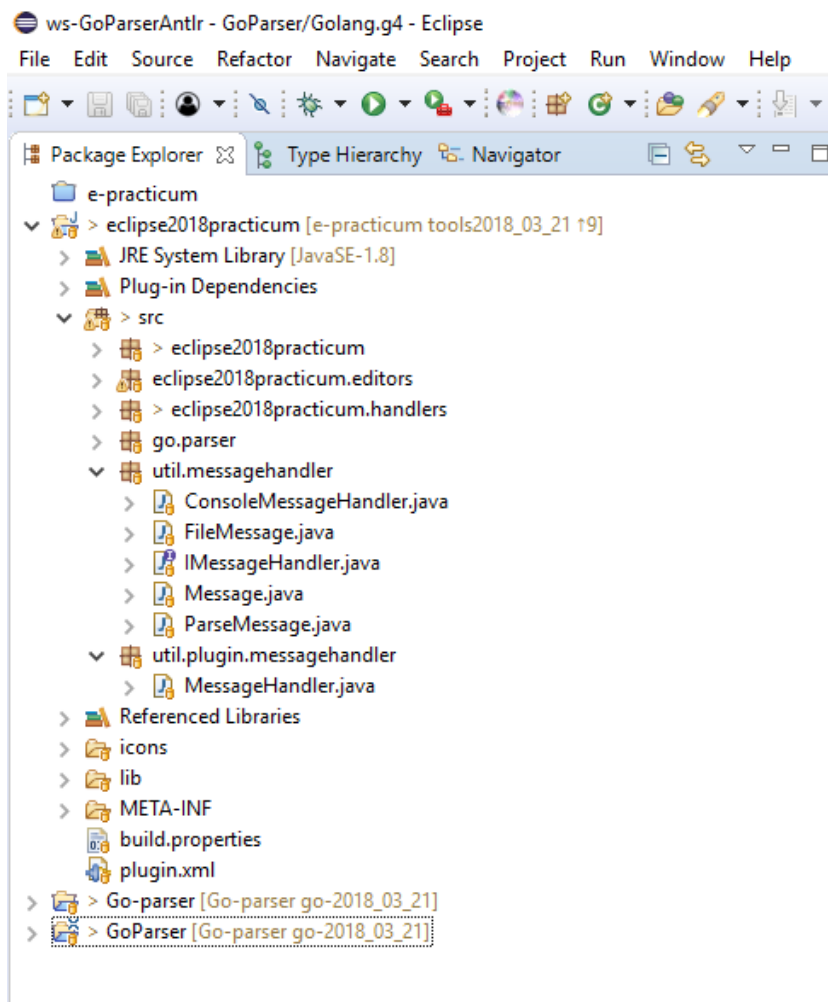 ws-GoParserAntlr - GoParser/Golang.g4 - Eclipse
File Edit Source Refactor Navigate Search Project Run Window Help
Package Explorer Type Hierarchy Navigator
e-practicum
> eclipse2018practicum [e-practicum tools2018_03_21 ↑9]
JRE System Library [JavaSE-1.8]
Plug-in Dependencies
> src
> eclipse2018practicum
eclipse2018practicum.editors
> eclipse2018practicum.handlers
go.parser
util.messagehandler
ConsoleMessageHandler.java
FileMessage.java
IMessageHandler.java
Message.java
ParseMessage.java
util.plugin.messagehandler
MessageHandler.java
Referenced Libraries
icons
lib
META-INF
build.properties
plugin.xml
> Go-parser [Go-parser go-2018_03_21]
> GoParser [Go-parser go-2018_03_21]